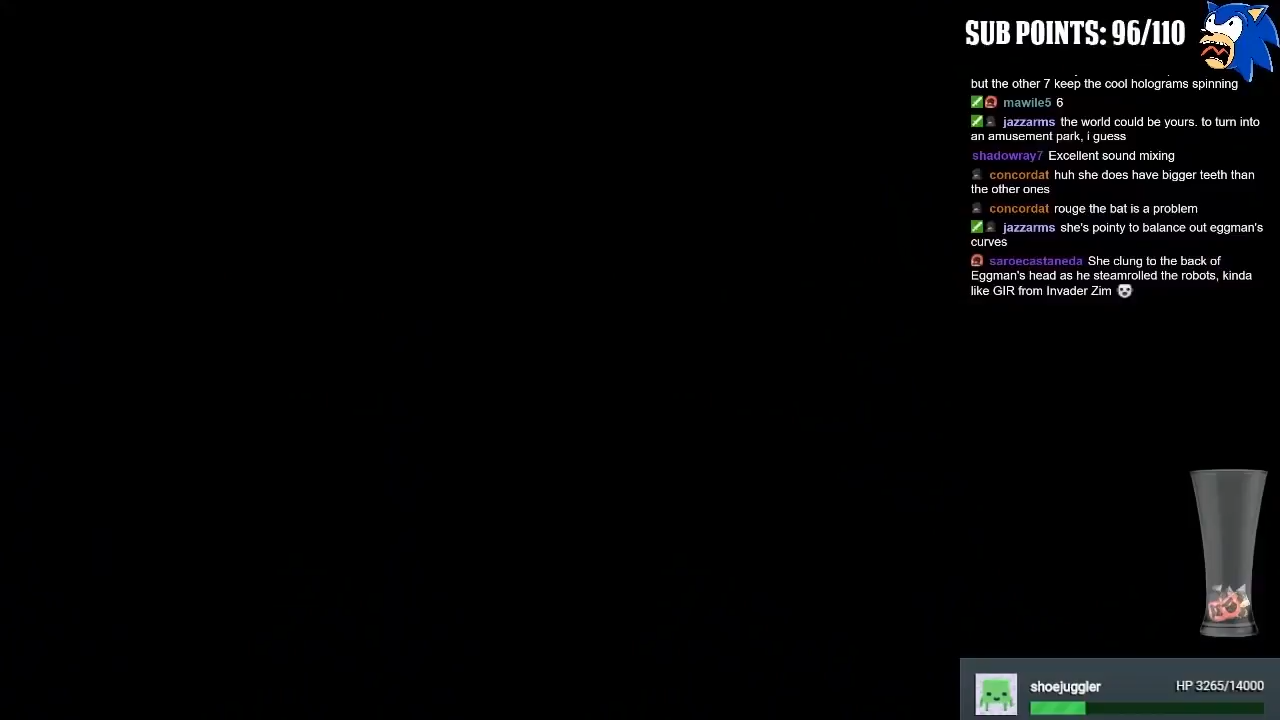 SUB POINTS: 96/110
but the other 7 keep the cool holograms spinning
mawile5 6
jazzarms the world could be yours. to turn into
an amusement park, i guess
shadowray7 Excellent sound mixing
concordat huh she does have bigger teeth than
the other ones
concordat rouge the bat is a problem
jazzarms she's pointy to balance out eggman's
curves
saroecastaneda She clung to the back of
Eggman's head as he steamrolled the robots, kinda
like GIR from Invader Zim
shoejuggler HP 3265/14000